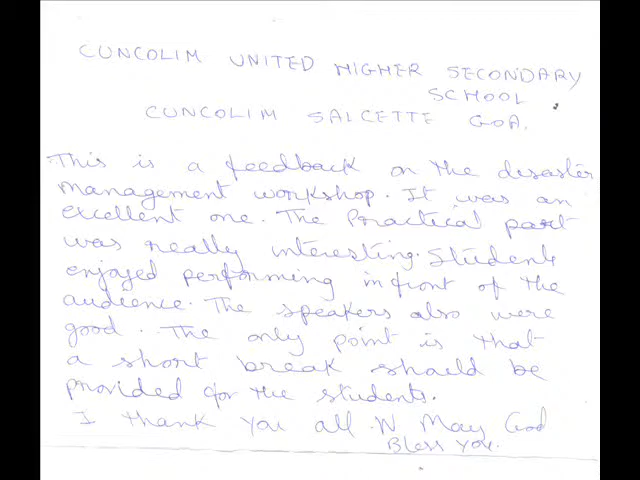 CUNCOLIM UNITED HIGHER SECONDARY
SCHOOL
CUNCOLIM SALCETTE GOA.
This is a feedback on the disaster
management workshop. It was an
excellent one. The Practical part
was really interesting. Students
enjoyed performing infront of the
audience. The speakers also were
good. The only point is that
a short break should be
provided for the students.
I thank you all. N May God
Bless you.